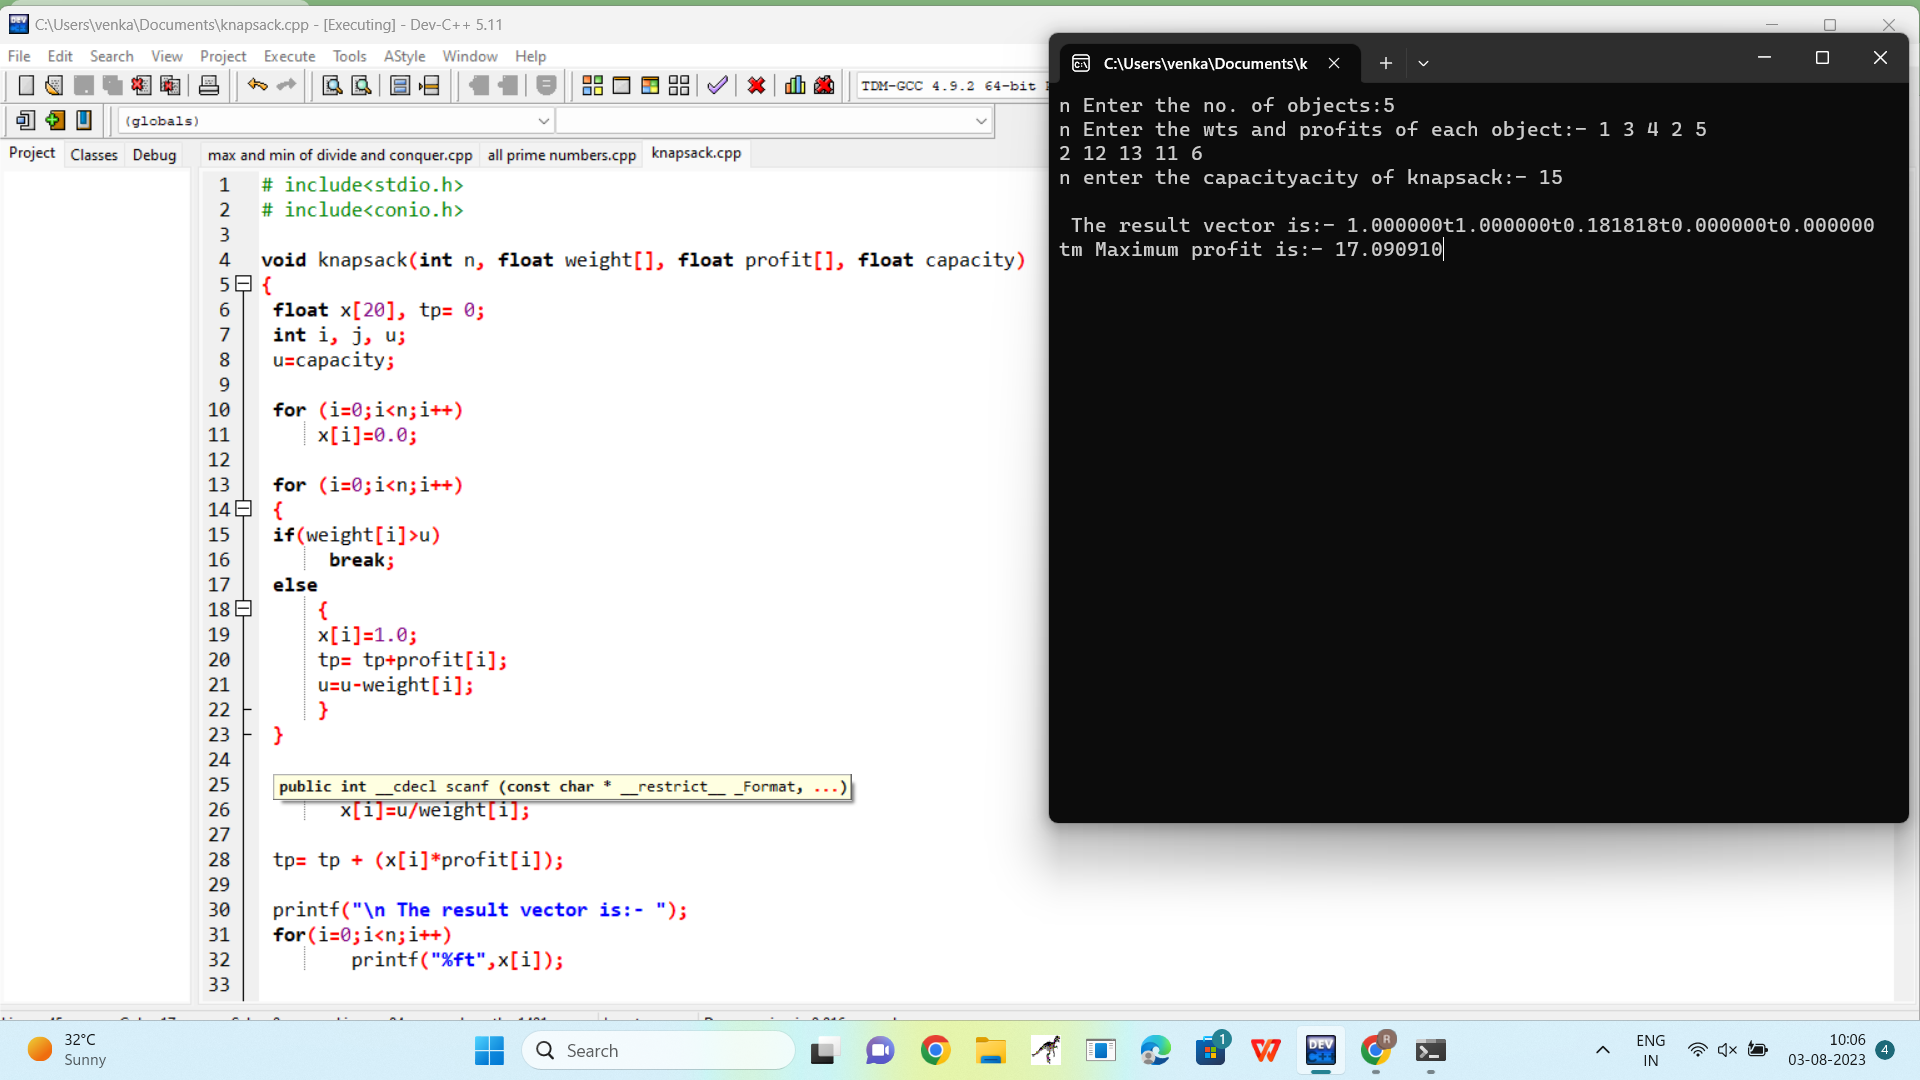 C:\Users\venka\Documents\knapsack.cpp - [Executing] - Dev-C++ 5.11
File Edit Search View Project Execute Tools AStyle Window Help
TDM-GCC 4.9.2 64-bit
(globals)
Project Classes Debug
max and min of divide and conquer.cpp all prime numbers.cpp knapsack.cpp
1 # include<stdio.h>
2 # include<conio.h>
3
4 void knapsack(int n, float weight[], float profit[], float capacity)
5 {
6 float x[20], tp= 0;
7 int i, j, u;
8 u=capacity;
9
10 for (i=0;i<n;i++)
11 x[i]=0.0;
12
13 for (i=0;i<n;i++)
14 {
15 if(weight[i]>u)
16 break;
17 else
18 {
19 x[i]=1.0;
20 tp= tp+profit[i];
21 u=u-weight[i];
22 }
23 }
24
25 public int __cdecl scanf (const char * __restrict__ _Format, ...)
26 x[i]=u/weight[i];
27
28 tp= tp + (x[i]*profit[i]);
29
30 printf("\n The result vector is:- ");
31 for(i=0;i<n;i++)
32 printf("%ft",x[i]);
33
C:\Users\venka\Documents\k
n Enter the no. of objects:5
n Enter the wts and profits of each object:- 1 3 4 2 5
2 12 13 11 6
n enter the capacityacity of knapsack:- 15
The result vector is:- 1.000000t1.000000t0.181818t0.000000t0.000000
tm Maximum profit is:- 17.090910
32°C
Sunny
Search
1
DEV
R
ENG
IN
10:06
03-08-2023
4